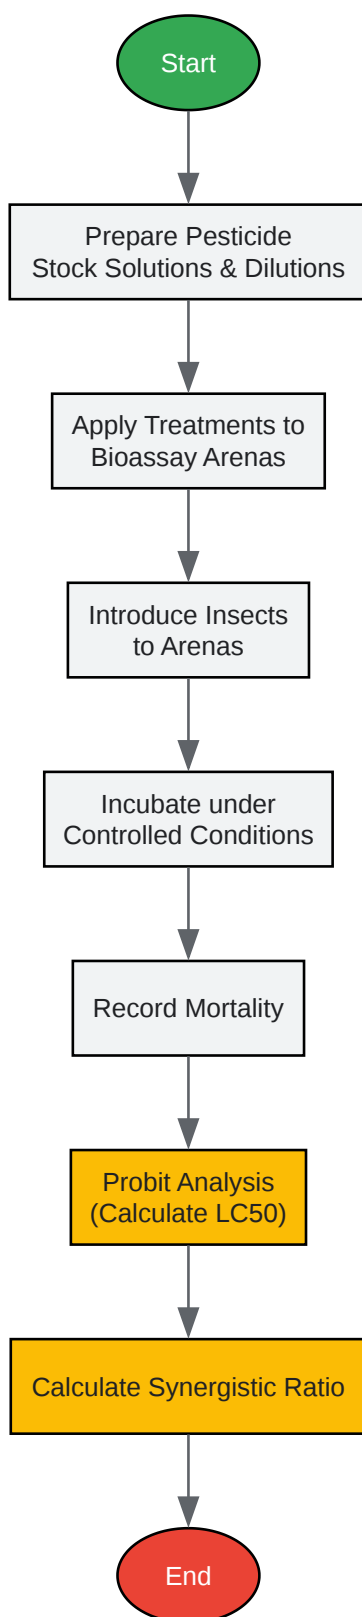 Start
Prepare Pesticide
Stock Solutions & Dilutions
Apply Treatments to
Bioassay Arenas
Introduce Insects
to Arenas
Incubate under
Controlled Conditions
Record Mortality
Probit Analysis
(Calculate LC50)
Calculate Synergistic Ratio
End